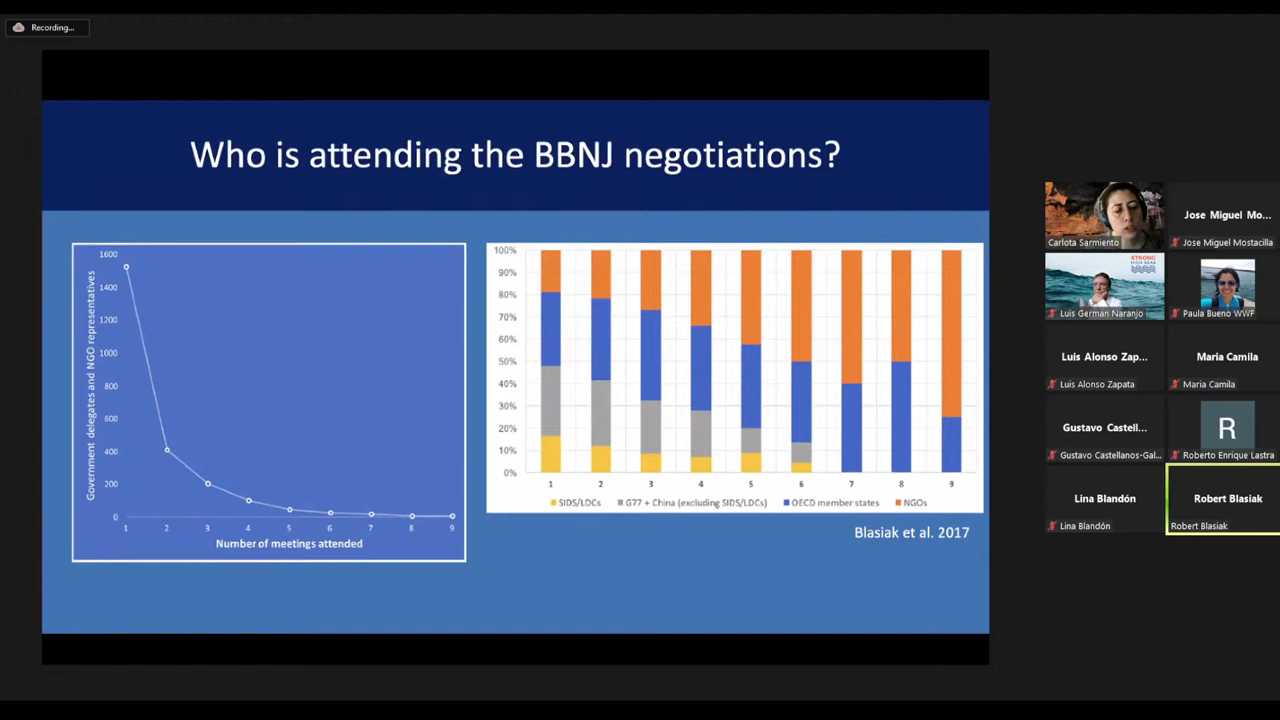 Recording...
Who is attending the BBNJ negotiations?
Government delegates and NGO representatives
1600
1400
1200
1000
800
600
400
200
0
1 2 3 4 5 6 7 8 9
Number of meetings attended
100%
90%
80%
70%
60%
50%
40%
30%
20%
10%
0%
1 2 3 4 5 6 7 8 9
SIDS/LDCs G77 + China (excluding SIDS/LDCs) OECD member states NGOs
Blasiak et al. 2017
Carlota Sarmiento
Jose Miguel Mo...
Jose Miguel Mostacilla
STRONG
HIGH SEAS
Luis German Naranjo
Paula Bueno WWF
Luis Alonso Zap...
Luis Alonso Zapata
Maria Camila
Maria Camila
Gustavo Castell...
Gustavo Castellanos-Gal...
R
Roberto Enrique Lastra
Lina Blandón
Lina Blandón
Robert Blasiak
Robert Blasiak